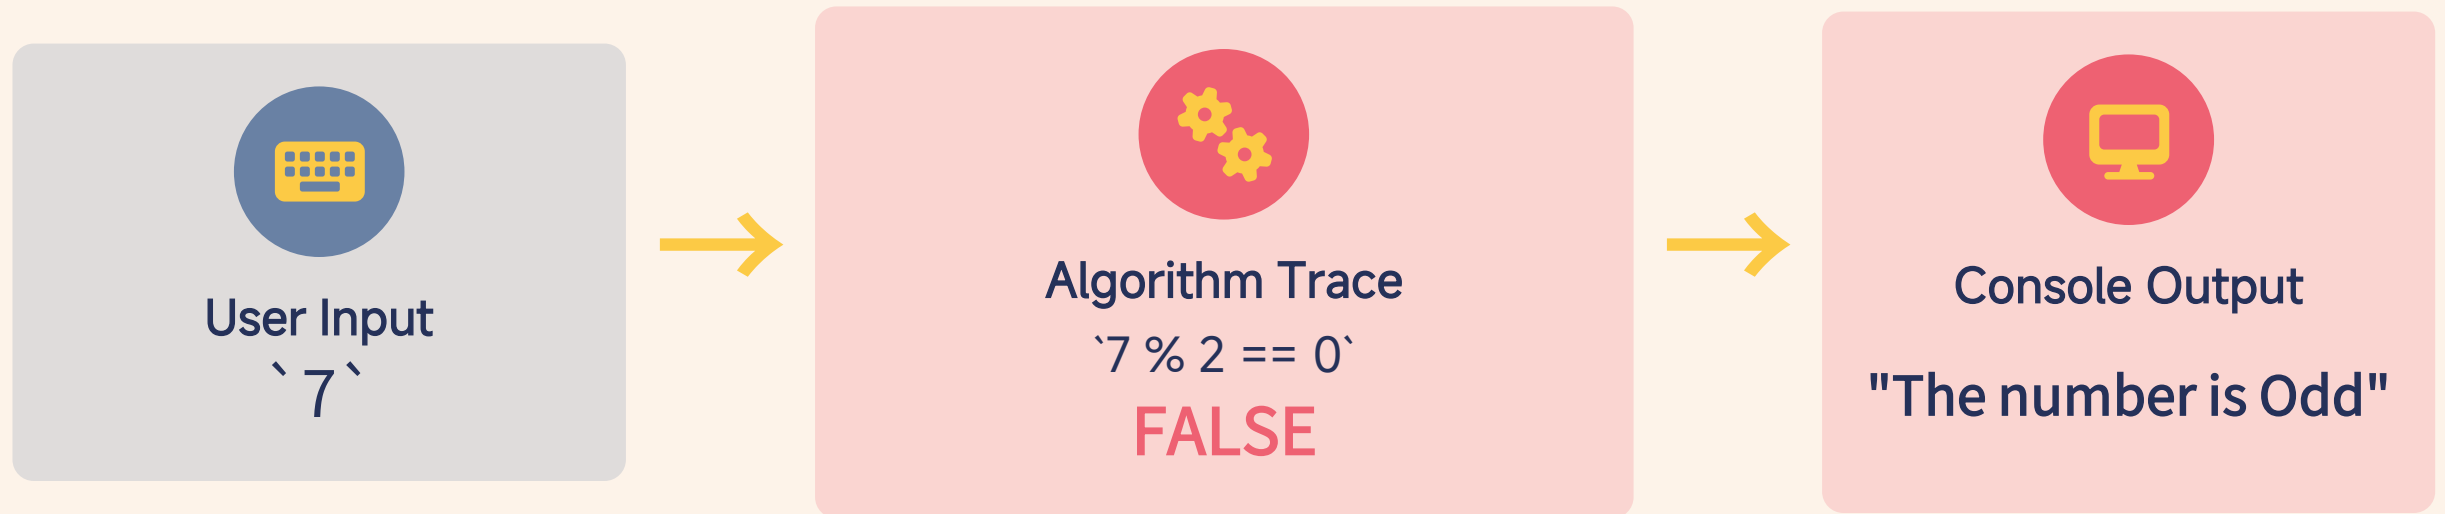 User Input
`7`
Algorithm Trace
`7 % 2 == 0`
FALSE
Console Output
"The number is Odd"